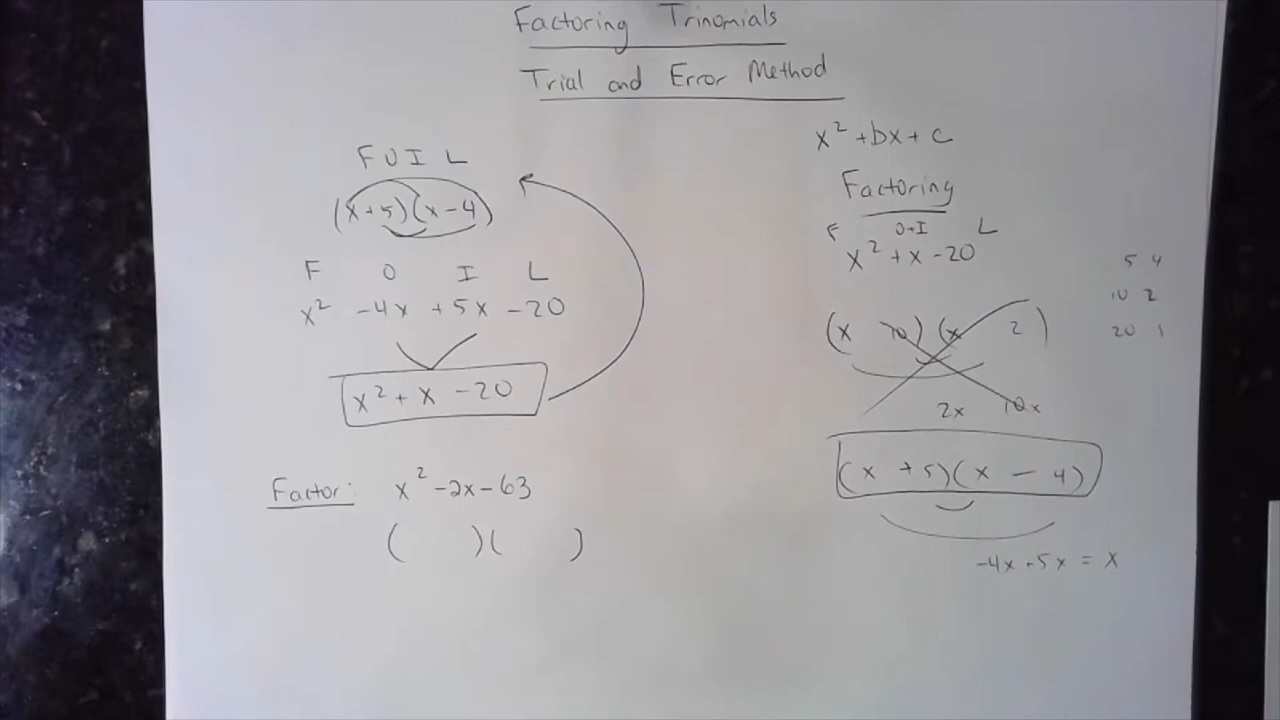 Factoring Trinomials
Trial and Error Method
F O I L
(x+5)(x-4)
F O I L
x² -4x +5x -20
x² + x -20
Factor: x² -2x -63
( )( )
x² +bx + c
Factoring
F O+I L
x² + x -20
(x 10)(x 2)
2x 10x
(x +5)(x - 4)
-4x +5x = x
5 4
10 2
20 1